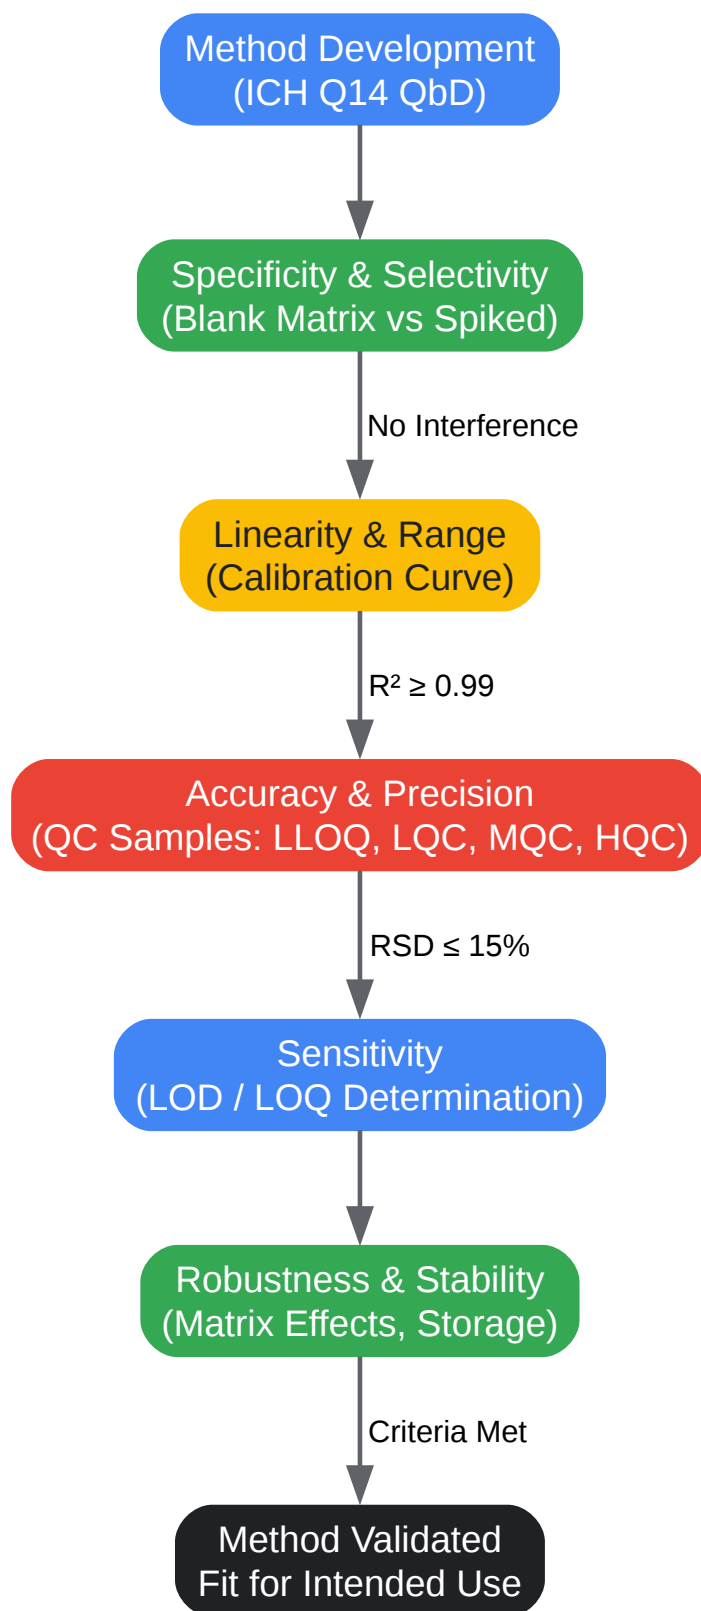 Method Development
(ICH Q14 QbD)
Specificity & Selectivity
(Blank Matrix vs Spiked)
No Interference
Linearity & Range
(Calibration Curve)
R² ≥ 0.99
Accuracy & Precision
(QC Samples: LLOQ, LQC, MQC, HQC)
RSD ≤ 15%
Sensitivity
(LOD / LOQ Determination)
Robustness & Stability
(Matrix Effects, Storage)
Criteria Met
Method Validated
Fit for Intended Use